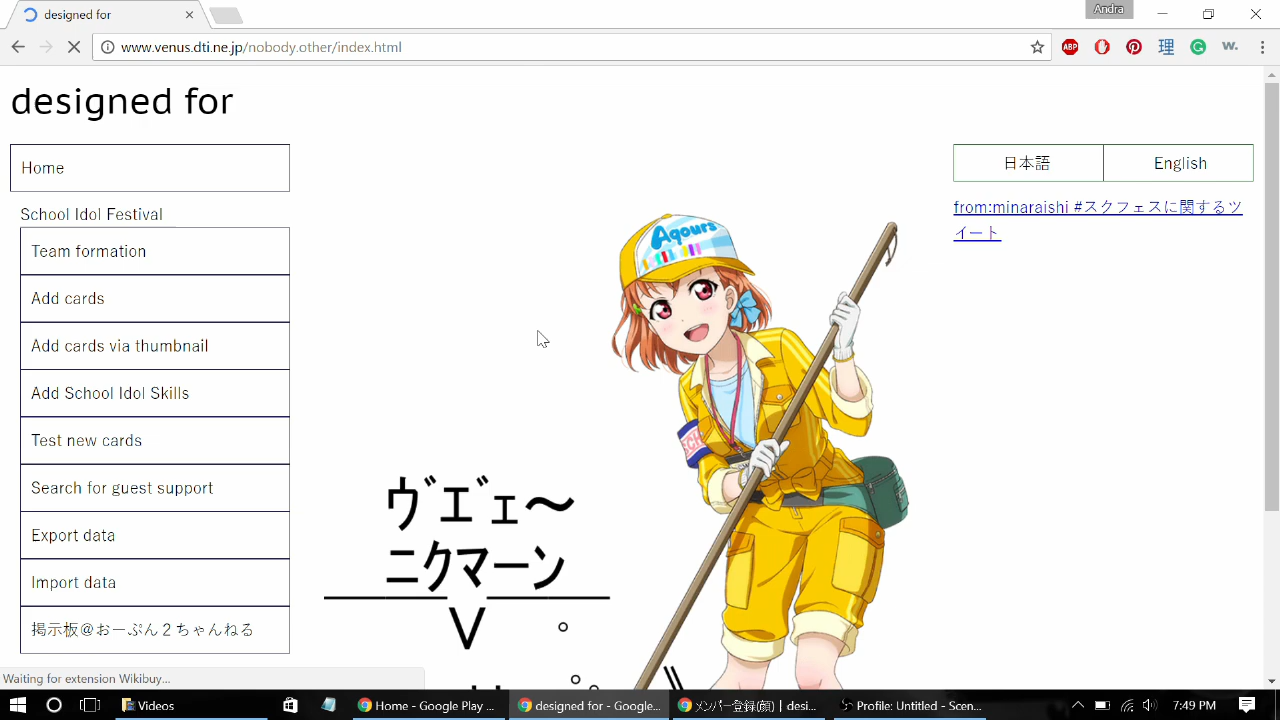 designed for
Andra
www.venus.dti.ne.jp/nobody.other/index.html
ABP
理
W.
designed for
Home
School Idol Festival
Team formation
Add cards
Add cards via thumbnail
Add School Idol Skills
Test new cards
Search for guest support
Export data
Import data
掲示板@おーぷん２ちゃんねる
日本語
English
from:minaraishi #スクフェスに関するツ
イート
Aqours
ヴェェ～
ニクマーン
V
Waiting for extension Wikibuy...
Videos
Home - Google Play ...
designed for - Google...
メンバー登録(顔) | desi...
Profile: Untitled - Scen...
7:49 PM